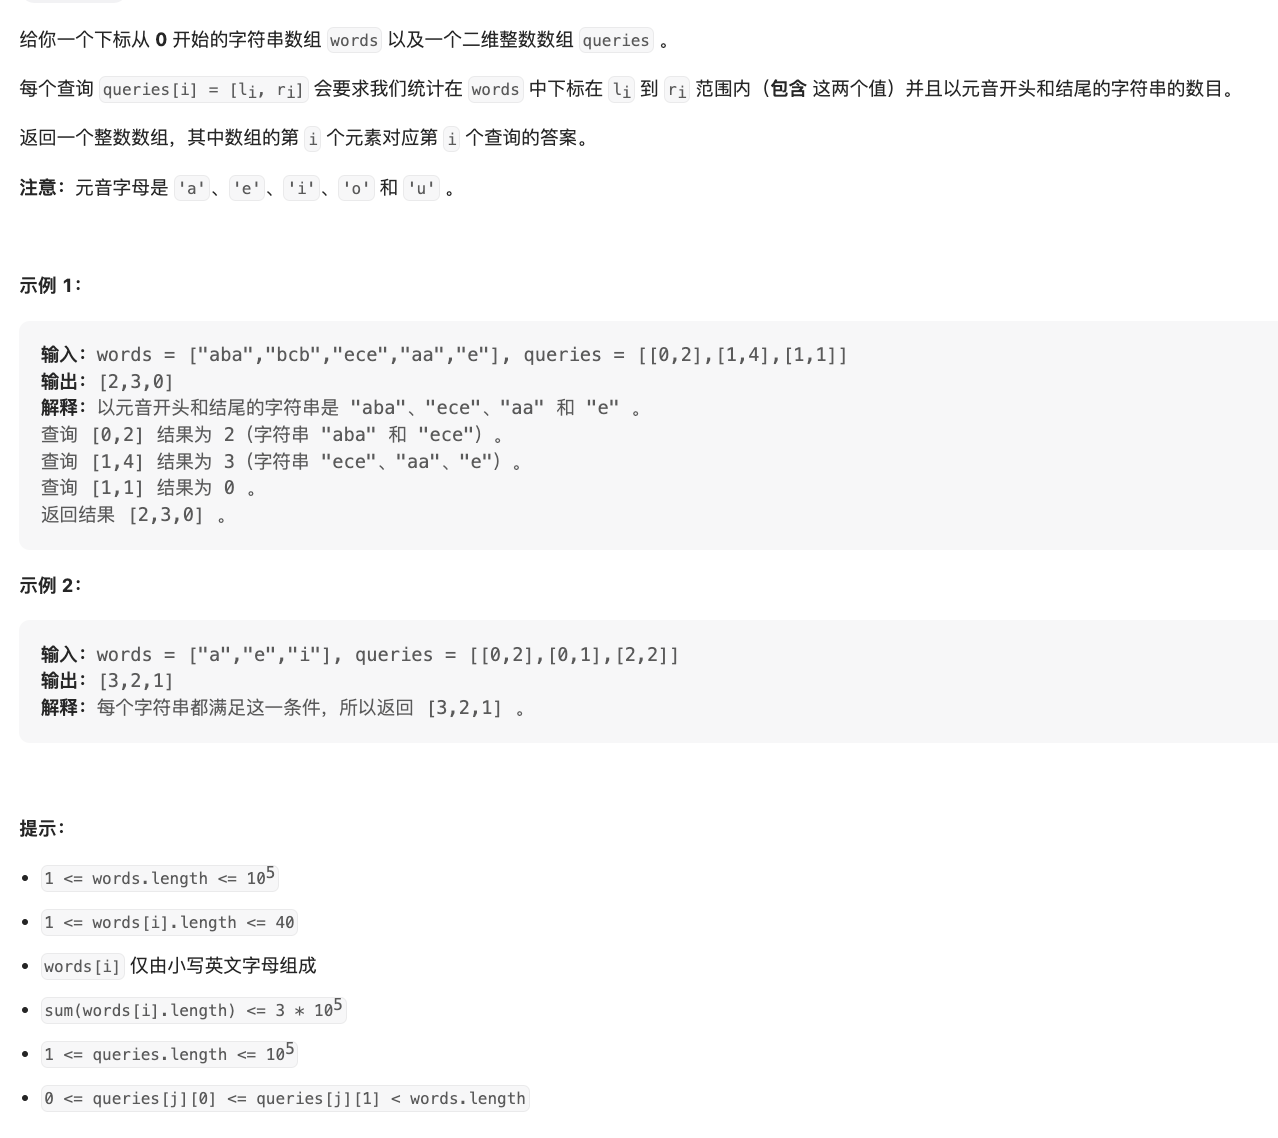 给你一个下标从 0 开始的字符串数组 words 以及一个二维整数数组 queries 。
每个查询 queries[i] = [li, ri] 会要求我们统计在 words 中下标在 li 到 ri 范围内（包含 这两个值）并且以元音开头和结尾的字符串的数目。
返回一个整数数组，其中数组的第 i 个元素对应第 i 个查询的答案。
注意：元音字母是 'a'、'e'、'i'、'o' 和 'u' 。
示例 1：
输入：words = ["aba","bcb","ece","aa","e"], queries = [[0,2],[1,4],[1,1]]
输出：[2,3,0]
解释：以元音开头和结尾的字符串是 "aba"、"ece"、"aa" 和 "e" 。
查询 [0,2] 结果为 2（字符串 "aba" 和 "ece"）。
查询 [1,4] 结果为 3（字符串 "ece"、"aa"、"e"）。
查询 [1,1] 结果为 0 。
返回结果 [2,3,0] 。
示例 2：
输入：words = ["a","e","i"], queries = [[0,2],[0,1],[2,2]]
输出：[3,2,1]
解释：每个字符串都满足这一条件，所以返回 [3,2,1] 。
提示：
• 1 <= words.length <= 10⁵
• 1 <= words[i].length <= 40
• words[i] 仅由小写英文字母组成
• sum(words[i].length) <= 3 * 10⁵
• 1 <= queries.length <= 10⁵
• 0 <= queries[j][0] <= queries[j][1] < words.length